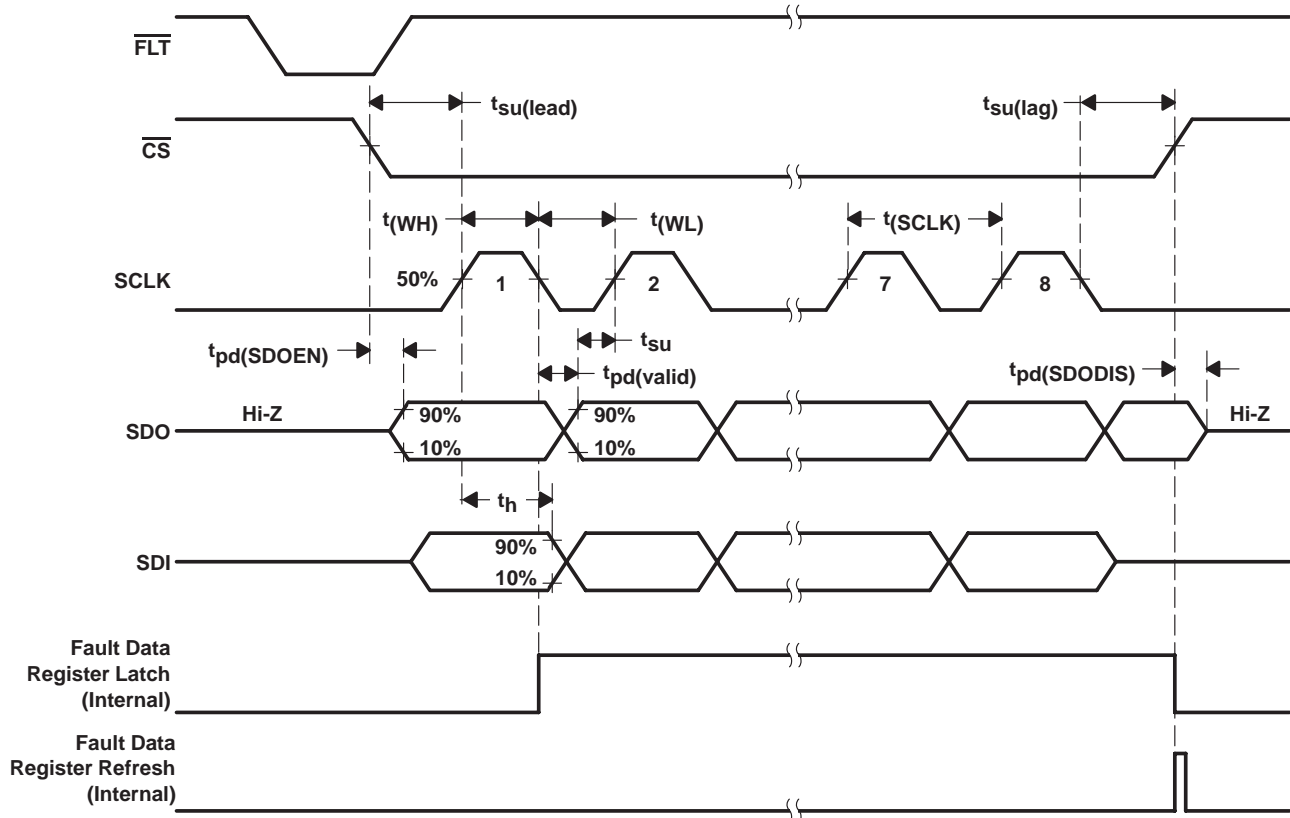 FLT
tsu(lead)
tsu(lag)
CS
t(WH)
t(WL)
t(SCLK)
SCLK
50%
1
2
7
8
tsu
tpd(SDOEN)
tpd(valid)
tpd(SDODIS)
SDO
Hi-Z
90%
10%
90%
10%
Hi-Z
th
SDI
90%
10%
Fault Data
Register Latch
(Internal)
Fault Data
Register Refresh
(Internal)